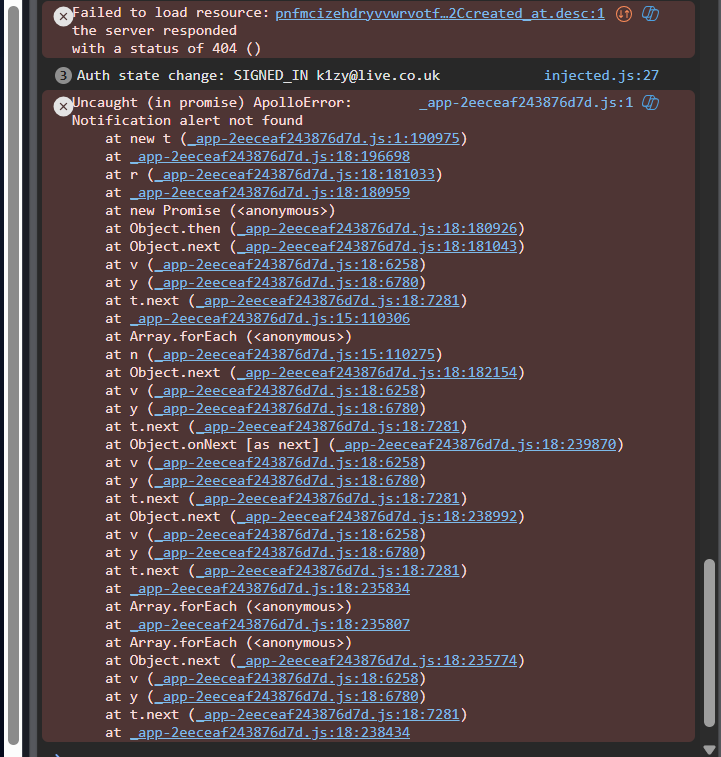 Failed to load resource: pnfmcizehdryvvwrvotf…2Ccreated_at.desc:1
the server responded
with a status of 404 ()
3 Auth state change: SIGNED_IN k1zy@live.co.uk injected.js:27
Uncaught (in promise) ApolloError: _app-2eeceaf243876d7d.js:1
Notification alert not found
at new t (_app-2eeceaf243876d7d.js:1:190975)
at _app-2eeceaf243876d7d.js:18:196698
at r (_app-2eeceaf243876d7d.js:18:181033)
at _app-2eeceaf243876d7d.js:18:180959
at new Promise (<anonymous>)
at Object.then (_app-2eeceaf243876d7d.js:18:180926)
at Object.next (_app-2eeceaf243876d7d.js:18:181043)
at v (_app-2eeceaf243876d7d.js:18:6258)
at y (_app-2eeceaf243876d7d.js:18:6780)
at t.next (_app-2eeceaf243876d7d.js:18:7281)
at _app-2eeceaf243876d7d.js:15:110306
at Array.forEach (<anonymous>)
at n (_app-2eeceaf243876d7d.js:15:110275)
at Object.next (_app-2eeceaf243876d7d.js:18:182154)
at v (_app-2eeceaf243876d7d.js:18:6258)
at y (_app-2eeceaf243876d7d.js:18:6780)
at t.next (_app-2eeceaf243876d7d.js:18:7281)
at Object.onNext [as next] (_app-2eeceaf243876d7d.js:18:239870)
at v (_app-2eeceaf243876d7d.js:18:6258)
at y (_app-2eeceaf243876d7d.js:18:6780)
at t.next (_app-2eeceaf243876d7d.js:18:7281)
at Object.next (_app-2eeceaf243876d7d.js:18:238992)
at v (_app-2eeceaf243876d7d.js:18:6258)
at y (_app-2eeceaf243876d7d.js:18:6780)
at t.next (_app-2eeceaf243876d7d.js:18:7281)
at _app-2eeceaf243876d7d.js:18:235834
at Array.forEach (<anonymous>)
at _app-2eeceaf243876d7d.js:18:235807
at Array.forEach (<anonymous>)
at Object.next (_app-2eeceaf243876d7d.js:18:235774)
at v (_app-2eeceaf243876d7d.js:18:6258)
at y (_app-2eeceaf243876d7d.js:18:6780)
at t.next (_app-2eeceaf243876d7d.js:18:7281)
at _app-2eeceaf243876d7d.js:18:238434